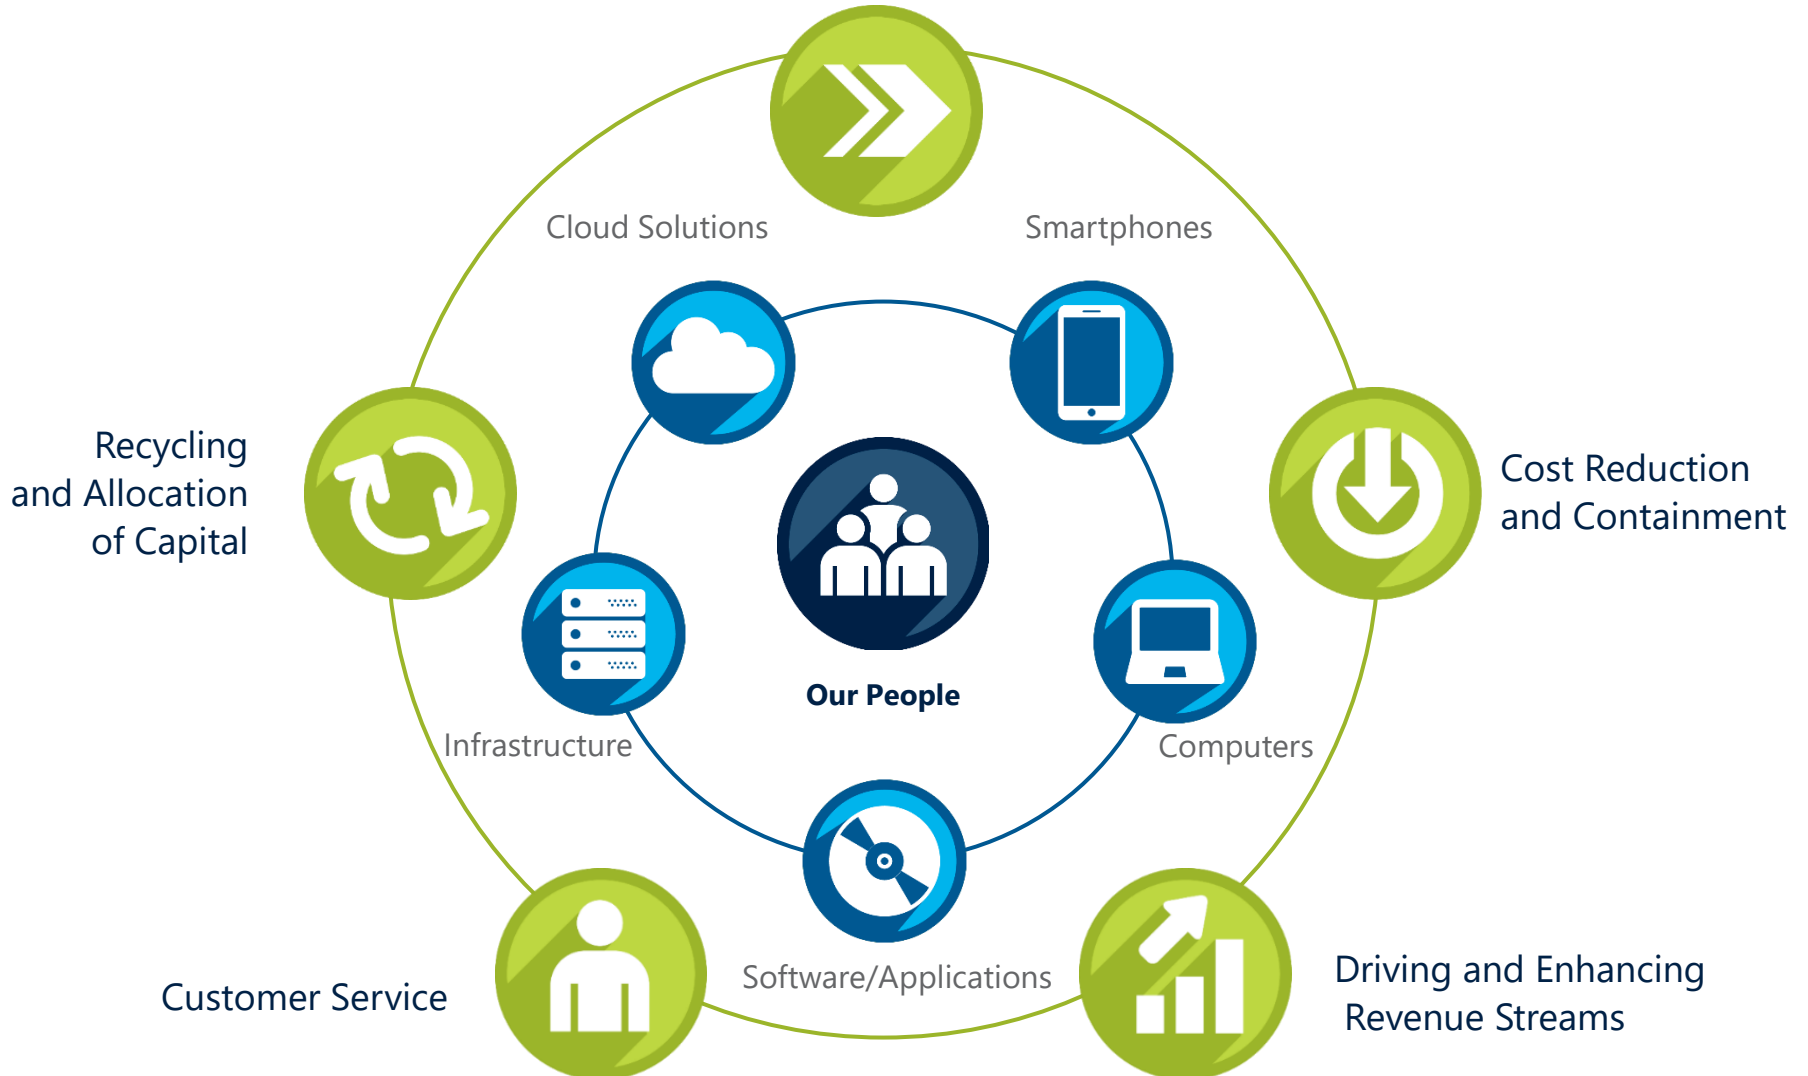 Cloud Solutions
Smartphones
Recycling
and Allocation
of Capital
Cost Reduction
and Containment
Our People
Infrastructure
Computers
Software/Applications
Customer Service
Driving and Enhancing
Revenue Streams